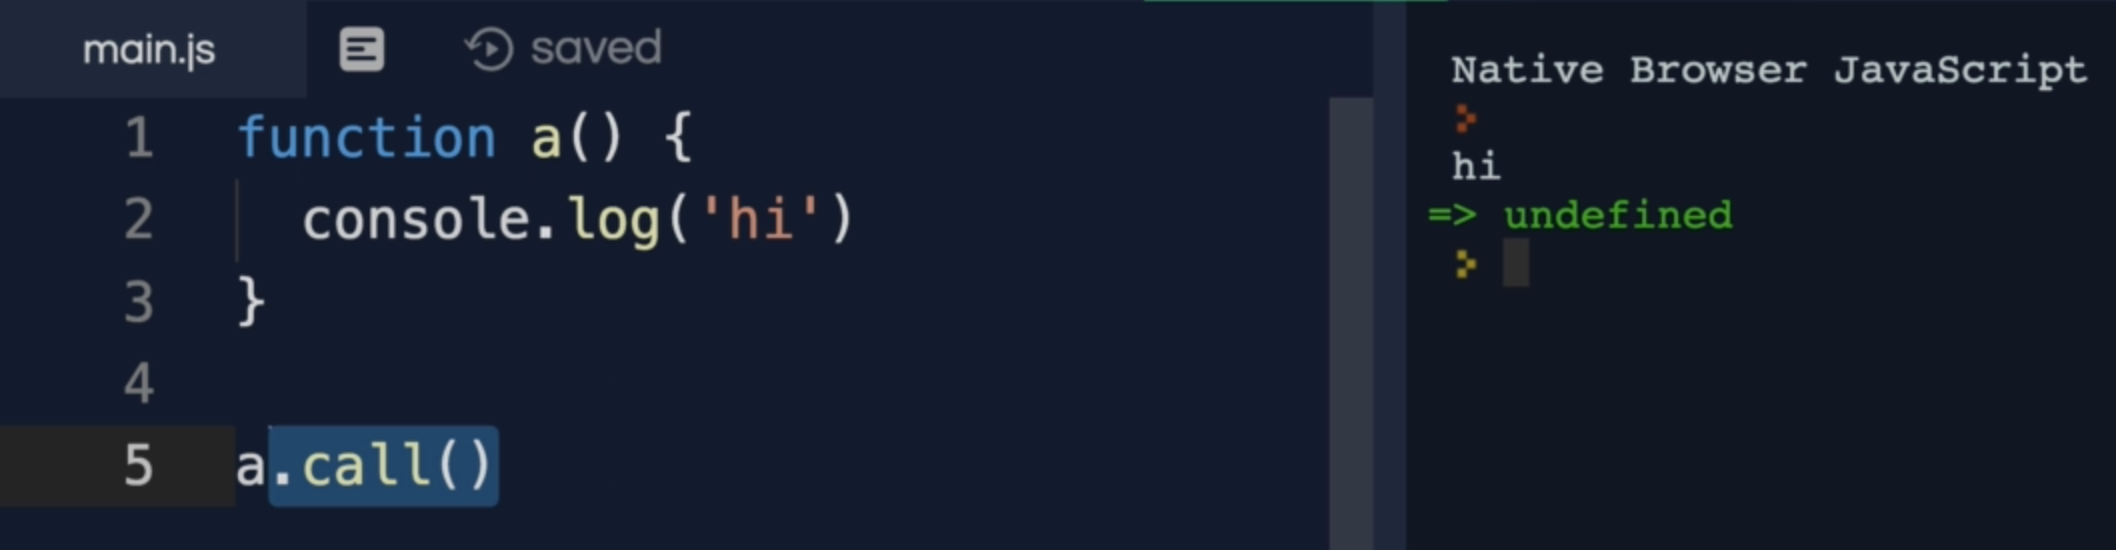 main.js saved
1 function a() {
2 console.log('hi')
3 }
4
5 a.call()
Native Browser JavaScript
hi
=> undefined